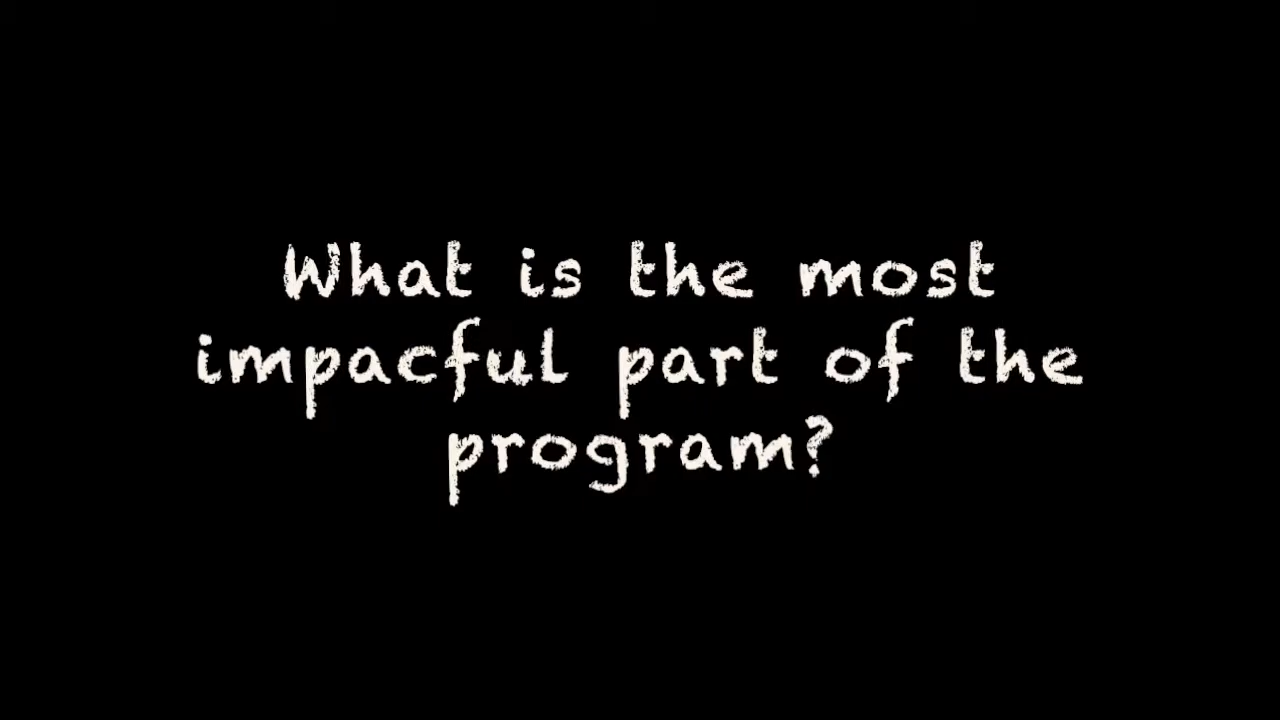 What is the most
impacful part of the
program?